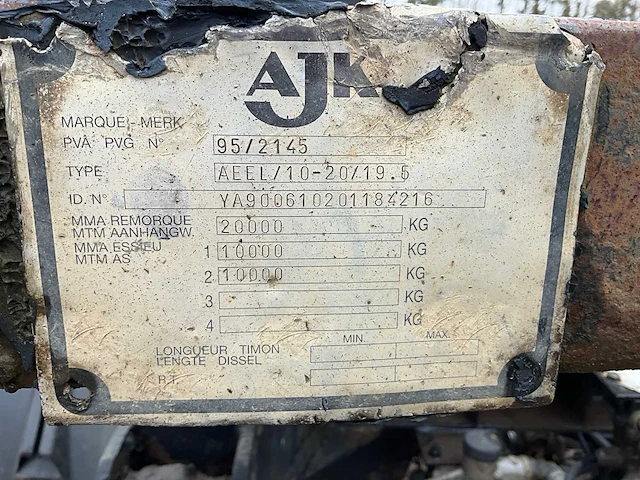 AJK
MARQUE - MERK
PVA PVG N° 95/2145
TYPE AEEL/10-20/19.5
ID. N° YA900610201184216
MMA REMORQUE
MTM AANHANGW. 20000 KG
MMA ESSIEU
MTM AS 1 10000 KG
2 10000 KG
3 KG
4 KG
MIN. MAX.
LONGUEUR TIMON
LENGTE DISSEL
R.T.